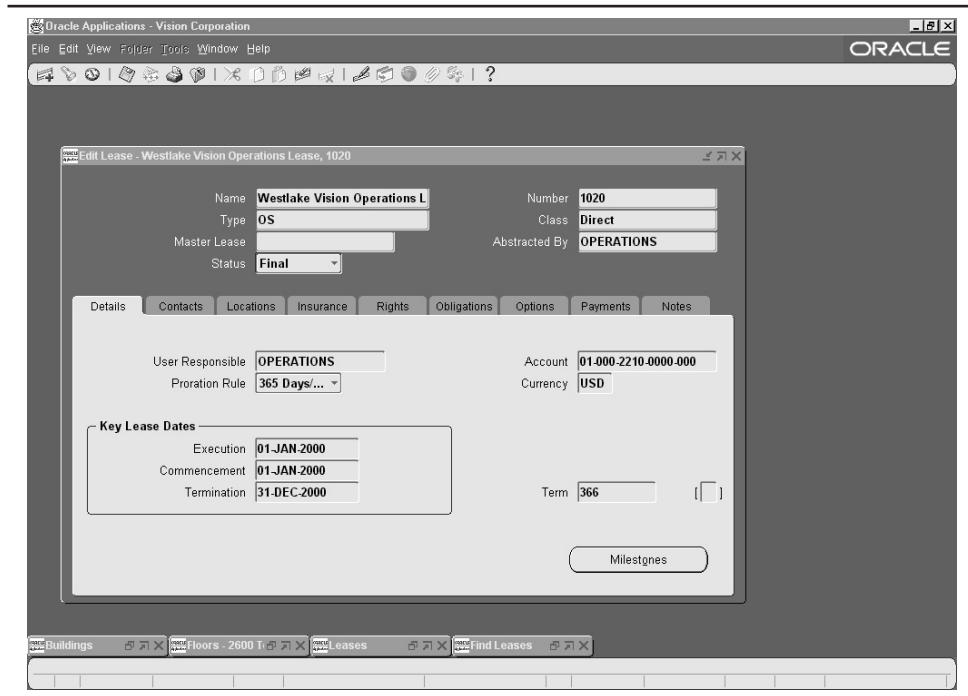 Oracle Applications - Vision Corporation
File Edit View Folder Tools Window Help
ORACLE
?
Edit Lease - Westlake Vision Operations Lease, 1020
Name Westlake Vision Operations L Number 1020
Type OS Class Direct
Master Lease Abstracted By OPERATIONS
Status Final
Details Contacts Locations Insurance Rights Obligations Options Payments Notes
User Responsible OPERATIONS Account 01-000-2210-0000-000
Proration Rule 365 Days/... Currency USD
Key Lease Dates
Execution 01-JAN-2000
Commencement 01-JAN-2000
Termination 31-DEC-2000 Term 366 [ ]
Milestones
Buildings Floors - 2600 Leases Find Leases